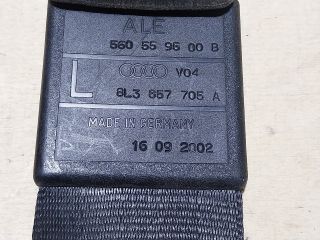 ALE
560 55 96 00 B
L V04
8L3 857 705 A
MADE IN GERMANY
16 09 2002